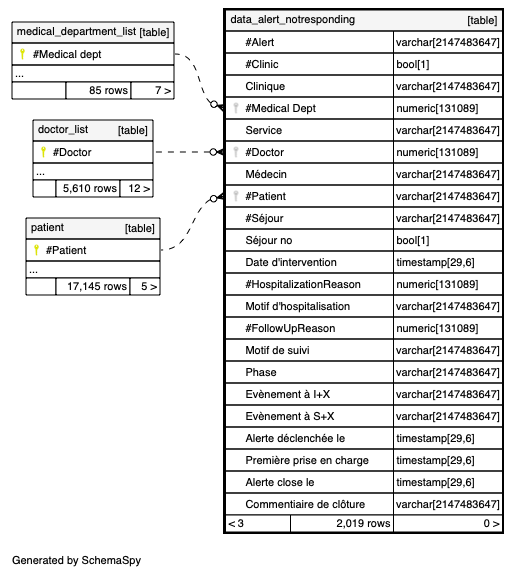 medical_department_list [table]
#Medical dept
...
85 rows 7 >
doctor_list [table]
#Doctor
...
5,610 rows 12 >
patient [table]
#Patient
...
17,145 rows 5 >
data_alert_notresponding [table]
#Alert varchar[2147483647]
#Clinic bool[1]
Clinique varchar[2147483647]
#Medical Dept numeric[131089]
Service varchar[2147483647]
#Doctor numeric[131089]
Médecin varchar[2147483647]
#Patient varchar[2147483647]
#Séjour varchar[2147483647]
Séjour no bool[1]
Date d'intervention timestamp[29,6]
#HospitalizationReason numeric[131089]
Motif d'hospitalisation varchar[2147483647]
#FollowUpReason numeric[131089]
Motif de suivi varchar[2147483647]
Phase varchar[2147483647]
Evènement à I+X varchar[2147483647]
Evènement à S+X varchar[2147483647]
Alerte déclenchée le timestamp[29,6]
Première prise en charge timestamp[29,6]
Alerte close le timestamp[29,6]
Commentiaire de clôture varchar[2147483647]
< 3 2,019 rows 0 >
Generated by SchemaSpy